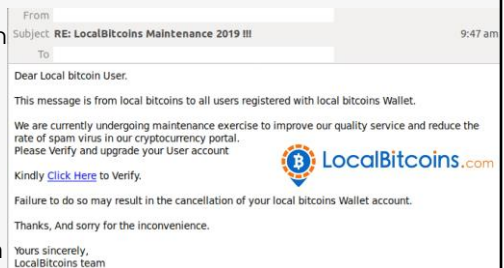 From
Subject RE: LocalBitcoins Maintenance 2019 !!! 9:47 am
To
Dear Local bitcoin User.
This message is from local bitcoins to all users registered with local bitcoins Wallet.
We are currently undergoing maintenance exercise to improve our quality service and reduce the
rate of spam virus in our cryptocurrency portal.
Please Verify and upgrade your User account
LocalBitcoins.com
Kindly Click Here to Verify.
Failure to do so may result in the cancellation of your local bitcoins Wallet account.
Thanks, And sorry for the inconvenience.
Yours sincerely,
LocalBitcoins team